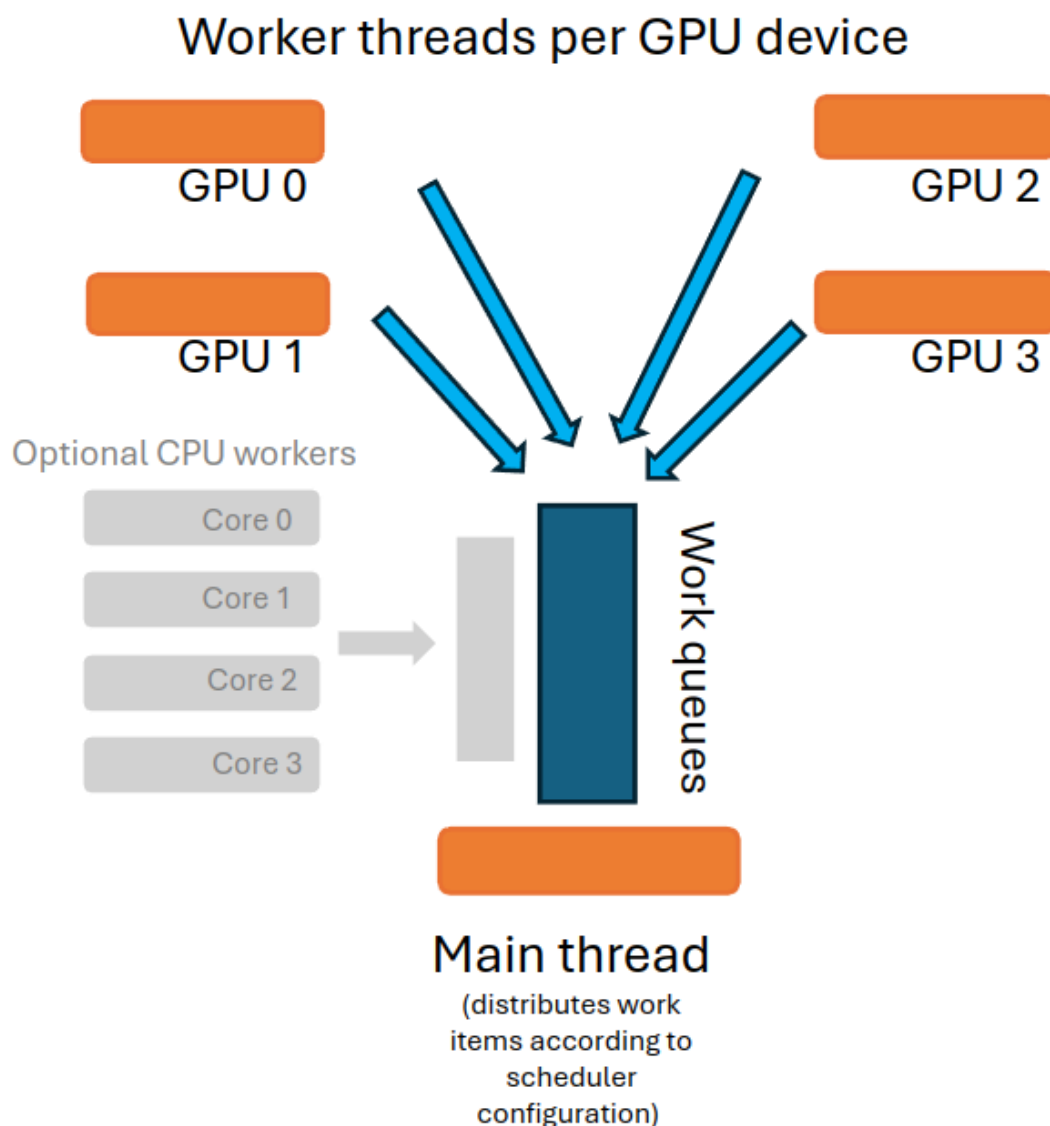 Worker threads per GPU device
GPU 0
GPU 2
GPU 1
GPU 3
Optional CPU workers
Core 0
Core 1
Core 2
Core 3
Work queues
Main thread
(distributes work
items according to
scheduler
configuration)